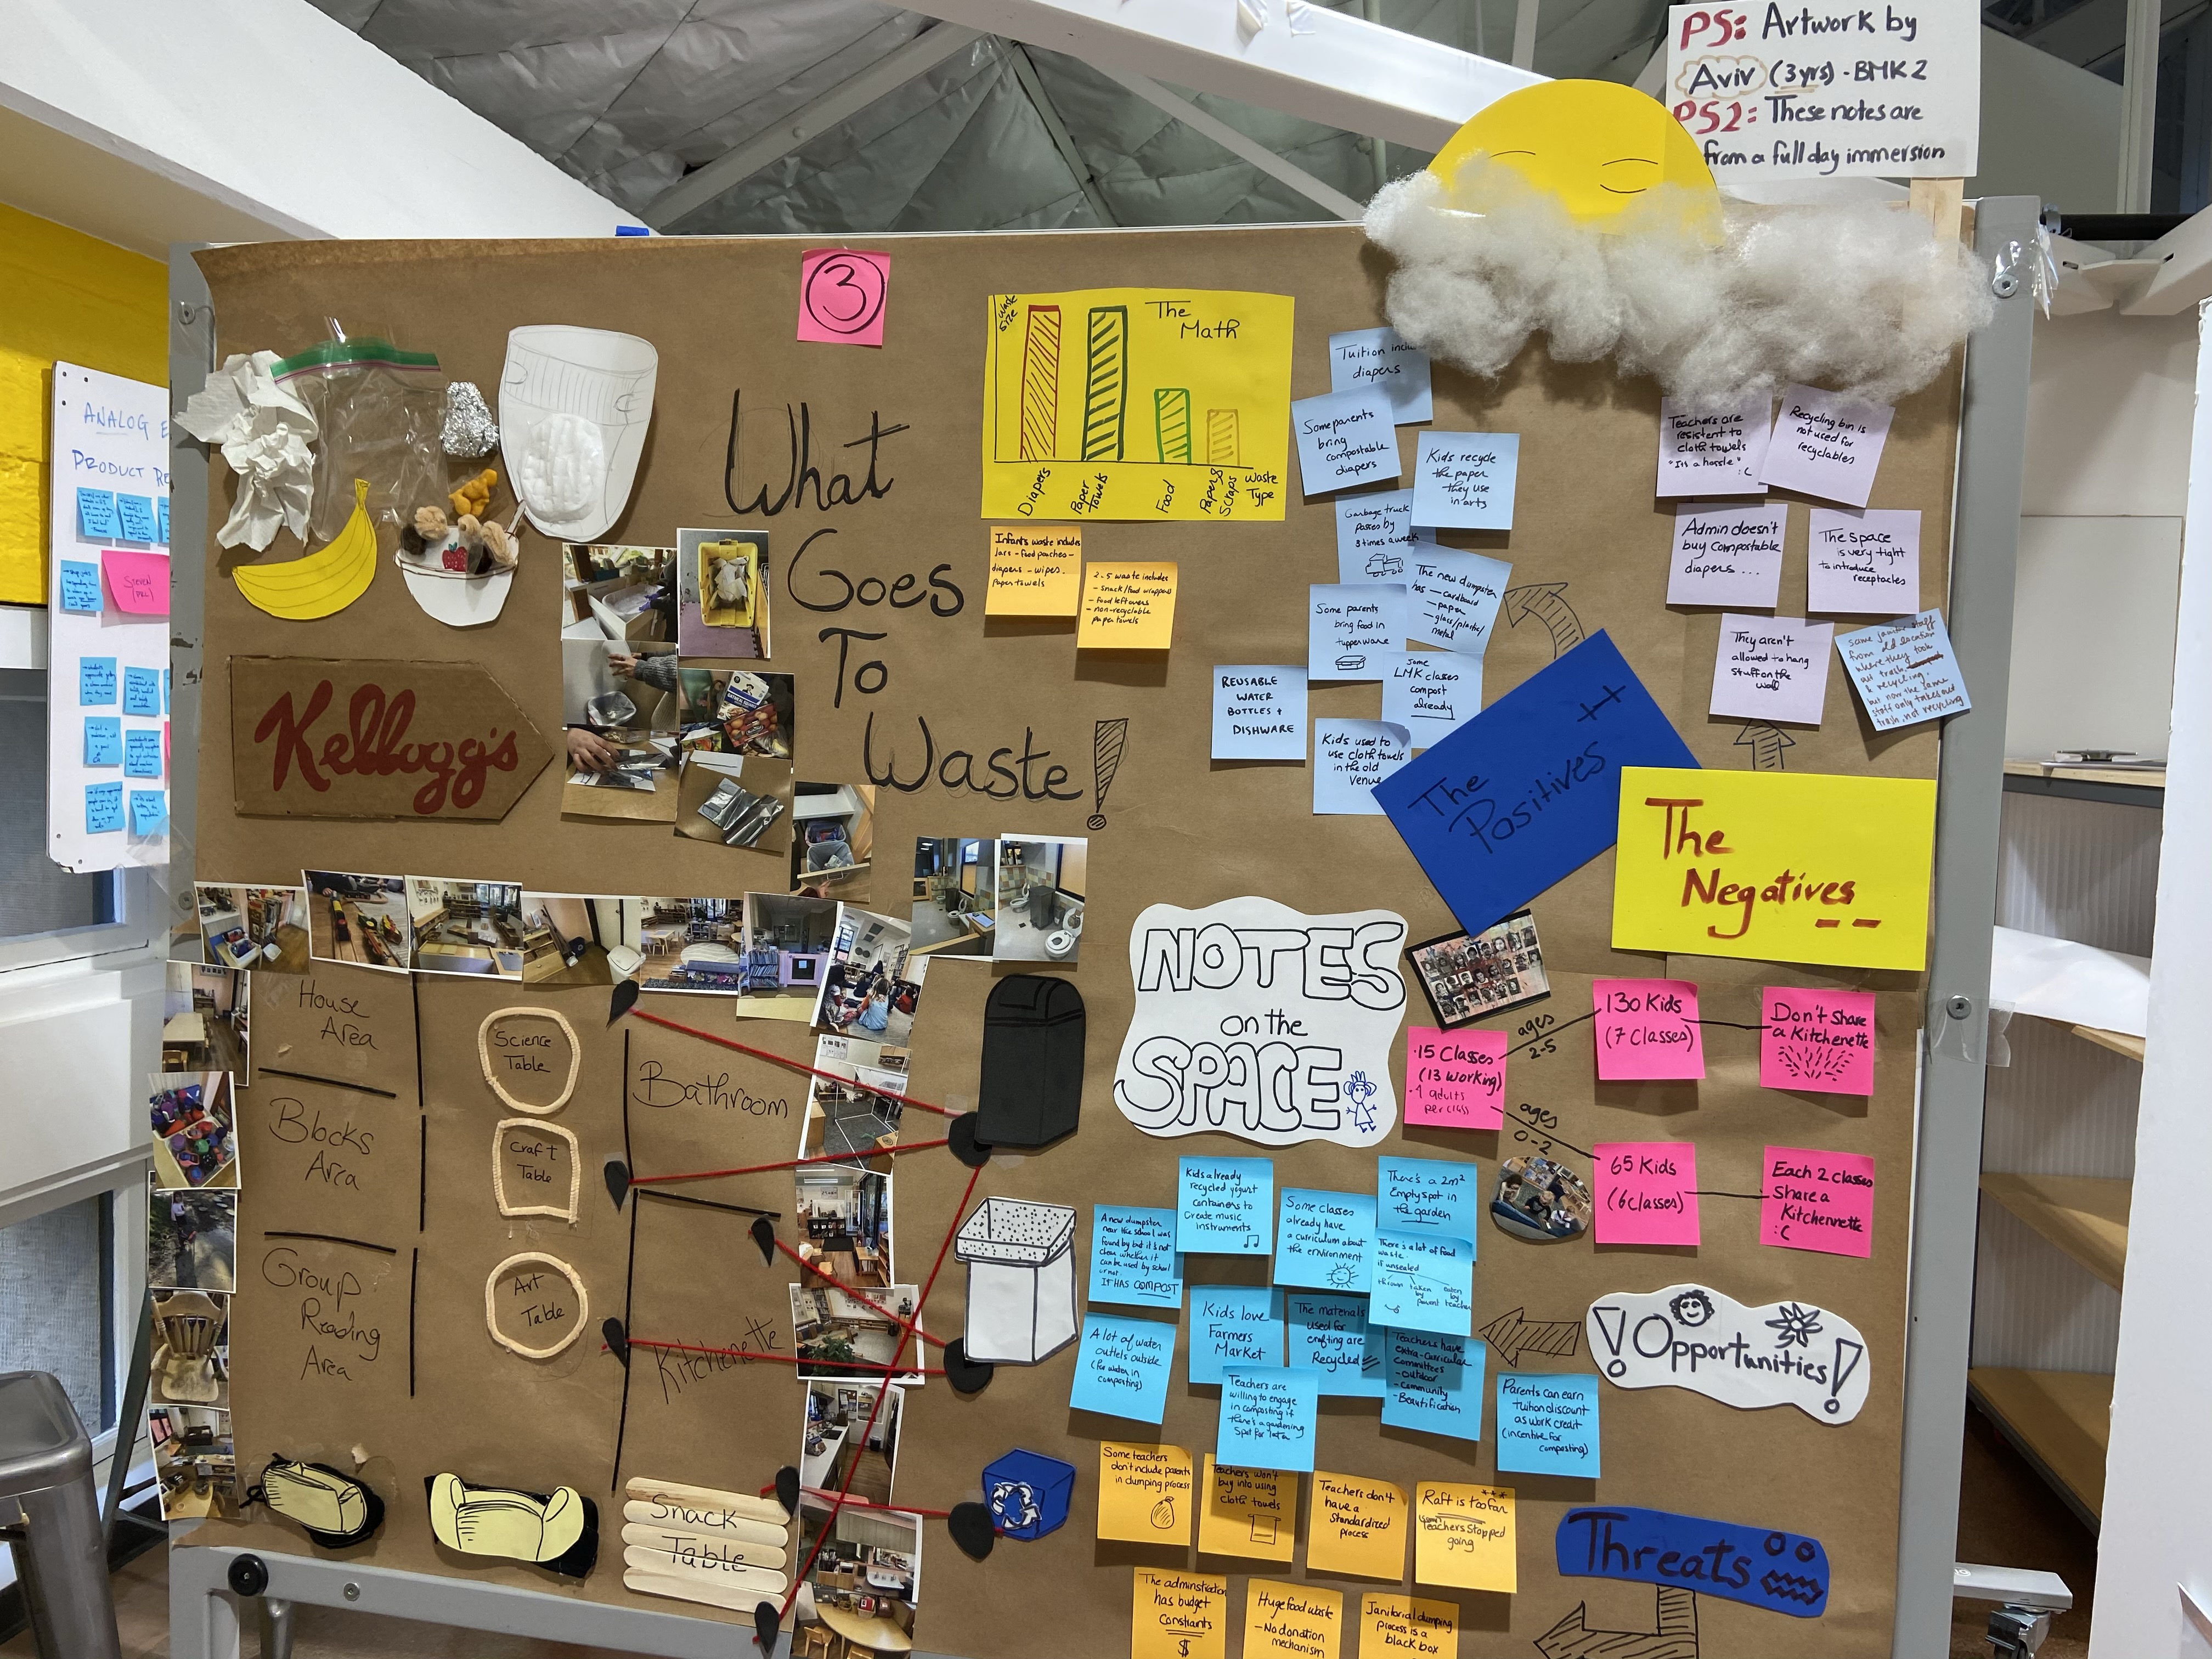 PS: Artwork by
Aviv (3yrs) - BMK 2
PS2: These notes are
from a full day immersion
ANALOG E
PRODUCT RE
3
What
Goes
To
Waste!
Kellogg's
Waste
Size
The
Math
Diapers
Paper
Towels
Food
Paper
Scraps
Waste
Type
Infants waste includes
Jars - food pouches -
diapers - wipes -
paper towels
2-5 waste includes
- snack/food wrappers
- food leftovers
- non-recyclable
paper towels
Tuition
diapers
Some parents
bring
compostable
diapers
Kids recycle
the paper
they use
in arts
Garbage truck
passes by
3 times a week
The new dumpster
has - cardboard
- paper
- glass/plastic/
metal
Some parents
bring food in
tupperware
Some
LMK classes
compost
already
REUSABLE
WATER
BOTTLES +
DISHWARE
Kids used to
use cloth towels
in the old
Venue
The
Positives
++
Teachers are
resistent to
cloth towels
"Its a hassle"
:(
Recycling bin is
not used for
recyclables
Admin doesn't
buy compostable
diapers ...
The space
is very tight
to introduce
receptacles
They aren't
allowed to hang
stuff on the
wall
same janitor staff
from old location
where they took
out trash
& recycling.
but now the same
staff only takes out
trash, not recycling
The
Negatives
--
House
Area
Blocks
Area
Group
Reading
Area
Science
Table
Craft
Table
Art
Table
Bathroom
Kitchenette
Snack
Table
NOTES
on the
SPACE
·15 Classes
(13 working)
·4 adults
per class
ages
2-5
130 Kids
(7 Classes)
Don't share
a Kitchenette
ages
0-2
65 Kids
(6 Classes)
Each 2 classes
Share a
Kitchennette
:(
Kids already
recycled yogurt
containers to
create music
instruments
A new dumpster
near the school was
found by but it's not
clear whether it
can be used by school
or not.
IT HAS COMPOST
Some classes
already have
a curriculum about
the environment
There's a 2m²
Empty spot in
the garden
There's a lot of food
waste.
if unsealed
thrown by
taken by parent
eaten by teacher
A lot of water
outlets outside
(for water in
composting)
Kids love
Farmers
Market
The materials
used for
crafting are
Recycled
Teachers have
extra-curricular
committees
- Outdoor
- Community
- Beautification
Teachers are
willing to engage
in composting if
there's a gardening
spot for later
Parents can earn
tuition discount
as work credit
(incentive for
composting)
!Opportunities!
Some teachers
don't include parents
in dumping process
Teachers won't
buy into using
cloth towels
Teachers don't
have a
standardized
process
Raft is too far
Teachers stopped
going
The adminstration
has budget
Constraints
$
Huge food waste
- No donation
mechanism
Janitorial dumping
process is a
black box
Threats